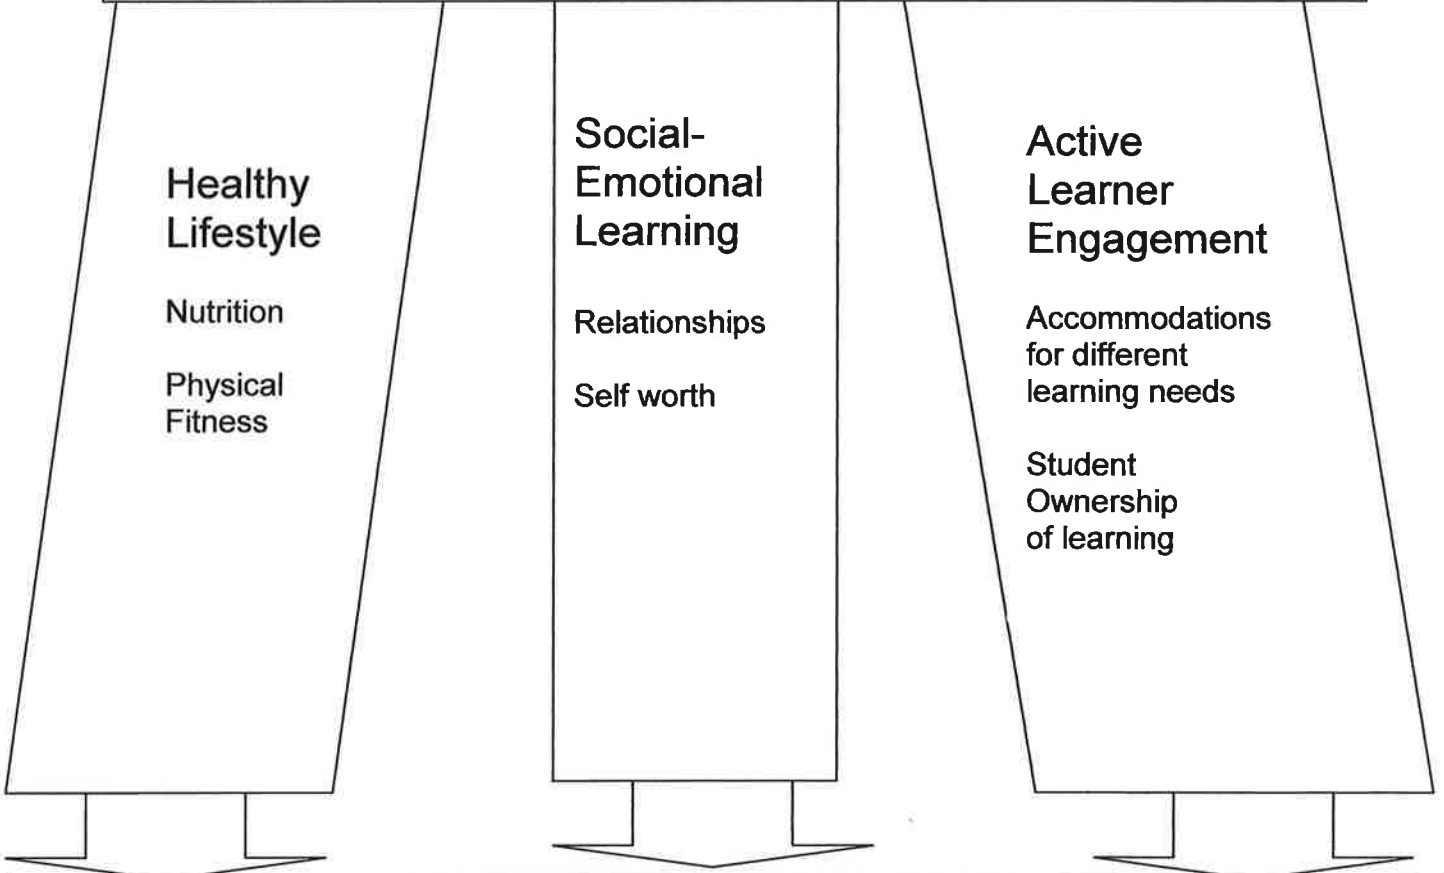 Healthy
Lifestyle
Nutrition
Physical
Fitness
Social-
Emotional
Learning
Relationships
Self worth
Active
Learner
Engagement
Accommodations
for different
learning needs
Student
Ownership
of learning